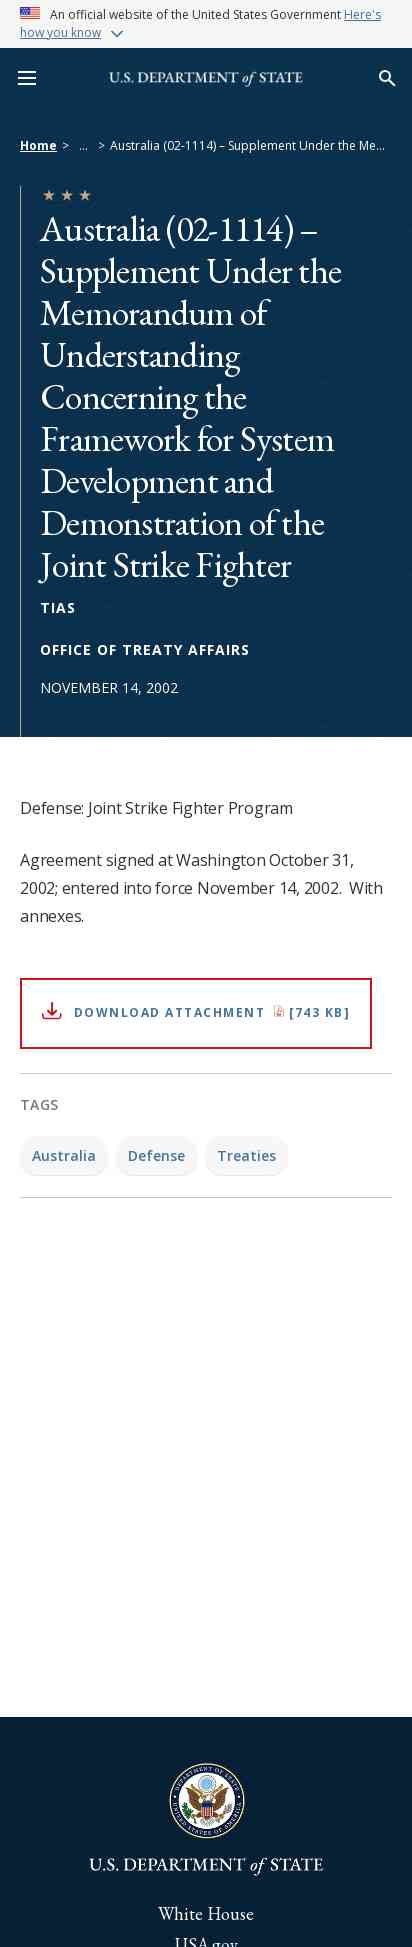 An official website of the United States Government Here's
how you know
U.S. DEPARTMENT of STATE
Home > ... > Australia (02-1114) – Supplement Under the Me...
Australia (02-1114) –
Supplement Under the
Memorandum of
Understanding
Concerning the
Framework for System
Development and
Demonstration of the
Joint Strike Fighter
TIAS
OFFICE OF TREATY AFFAIRS
NOVEMBER 14, 2002
Defense: Joint Strike Fighter Program
Agreement signed at Washington October 31,
2002; entered into force November 14, 2002.  With
annexes.
DOWNLOAD ATTACHMENT [743 KB]
TAGS
Australia Defense Treaties
DEPARTMENT OF STATE
UNITED STATES OF AMERICA
U.S. DEPARTMENT of STATE
White House
USA.gov